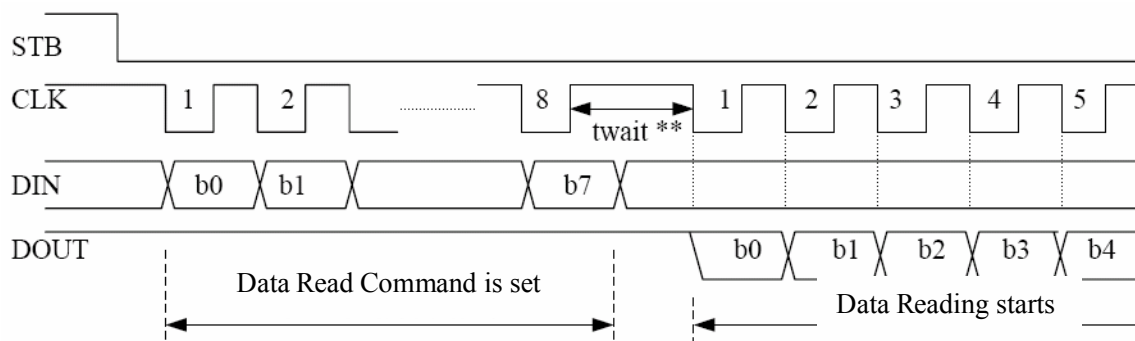 STB
CLK 1 2 8 1 2 3 4 5
twait **
DIN b0 b1 b7
DOUT b0 b1 b2 b3 b4
Data Read Command is set
Data Reading starts